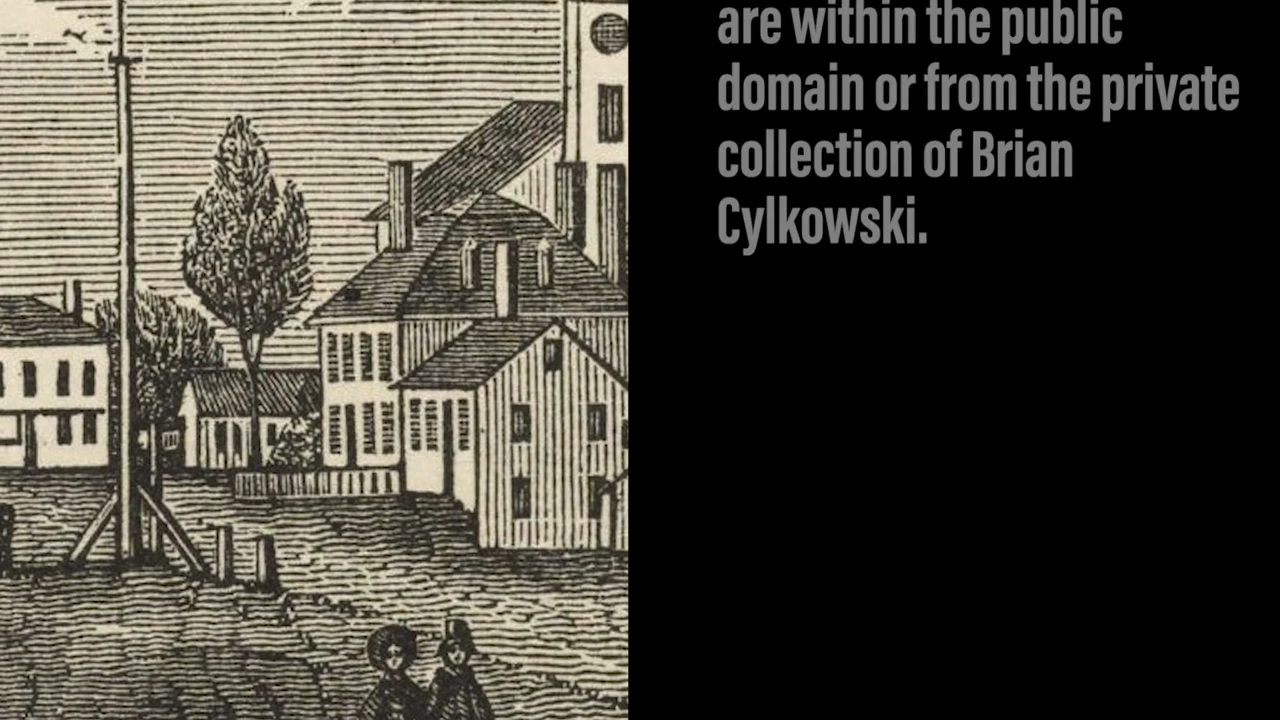 are within the public
domain or from the private
collection of Brian
Cylkowski.